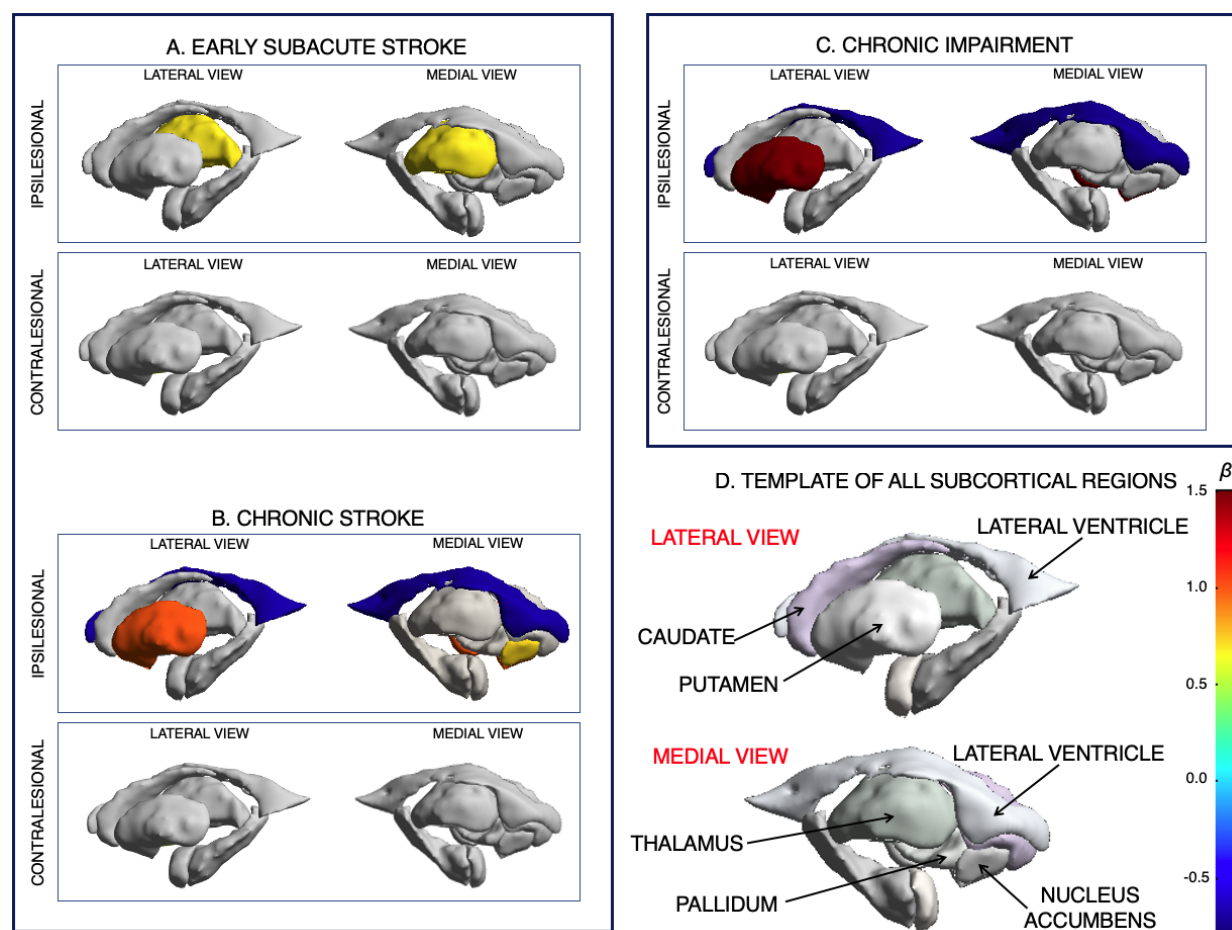 A. EARLY SUBACUTE STROKE
LATERAL VIEW
MEDIAL VIEW
IPSILESIONAL
LATERAL VIEW
MEDIAL VIEW
CONTRALESIONAL
B. CHRONIC STROKE
LATERAL VIEW
MEDIAL VIEW
IPSILESIONAL
LATERAL VIEW
MEDIAL VIEW
CONTRALESIONAL
C. CHRONIC IMPAIRMENT
LATERAL VIEW
MEDIAL VIEW
IPSILESIONAL
LATERAL VIEW
MEDIAL VIEW
CONTRALESIONAL
D. TEMPLATE OF ALL SUBCORTICAL REGIONS
LATERAL VIEW
LATERAL VENTRICLE
CAUDATE
PUTAMEN
MEDIAL VIEW
LATERAL VENTRICLE
THALAMUS
PALLIDUM
NUCLEUS
ACCUMBENS
β
1.5
1.0
0.5
0.0
-0.5